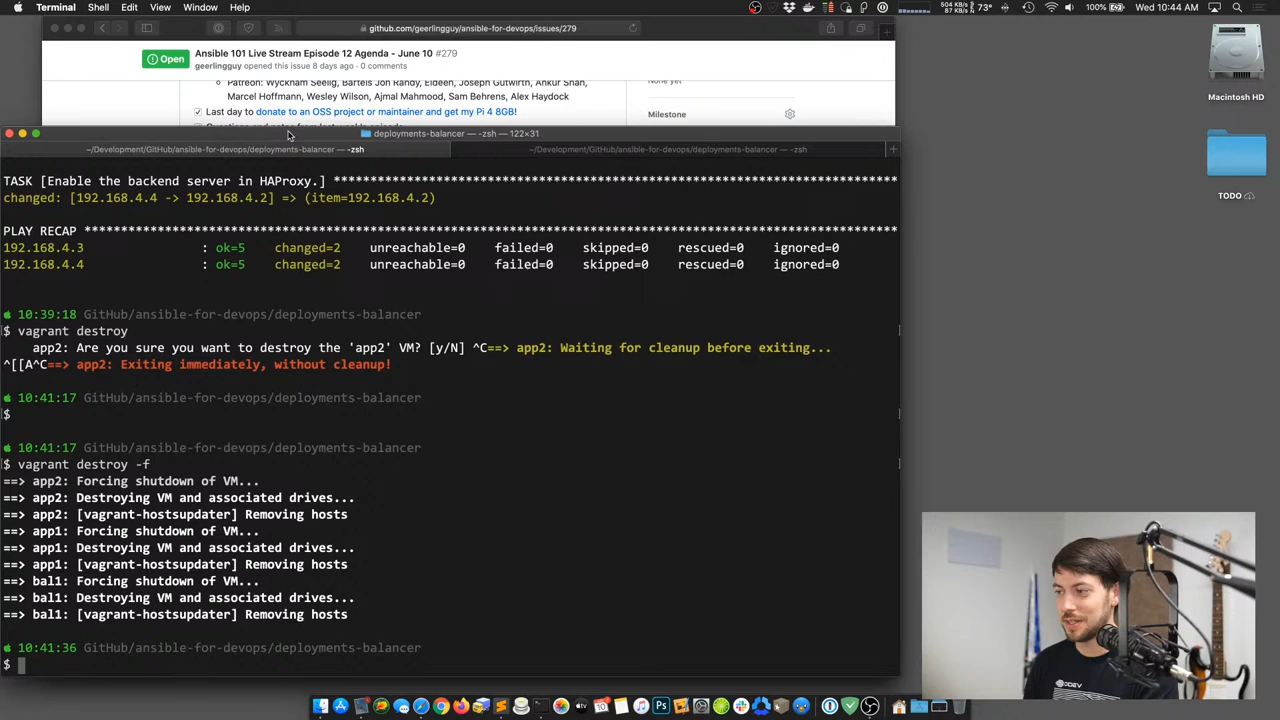 Terminal Shell Edit View Window Help
504 KB/s
87 KB/s
73°
100%
Wed 10:44 AM
github.com/geerlingguy/ansible-for-devops/issues/279
Open
Ansible 101 Live Stream Episode 12 Agenda - June 10 #279
geerlingguy opened this issue 8 days ago · 0 comments
None yet
Patreon: Wyckham Seelig, Bartels Jon Randy, Eideen, Joseph Gutwirth, Ankur Shah,
Marcel Hoffmann, Wesley Wilson, Ajmal Mahmood, Sam Behrens, Alex Haydock
Last day to donate to an OSS project or maintainer and get my Pi 4 8GB!
Milestone
Macintosh HD
TODO
deployments-balancer — -zsh — 122×31
~/Development/GitHub/ansible-for-devops/deployments-balancer — -zsh
~/Development/GitHub/ansible-for-devops/deployments-balancer — -zsh
TASK [Enable the backend server in HAProxy.] *****************************************************************************
changed: [192.168.4.4 -> 192.168.4.2] => (item=192.168.4.2)
PLAY RECAP ***************************************************************************************************************
192.168.4.3 : ok=5 changed=2 unreachable=0 failed=0 skipped=0 rescued=0 ignored=0
192.168.4.4 : ok=5 changed=2 unreachable=0 failed=0 skipped=0 rescued=0 ignored=0
10:39:18 GitHub/ansible-for-devops/deployments-balancer
$ vagrant destroy
app2: Are you sure you want to destroy the 'app2' VM? [y/N] ^C==> app2: Waiting for cleanup before exiting...
^[[A^C==> app2: Exiting immediately, without cleanup!
10:41:17 GitHub/ansible-for-devops/deployments-balancer
$
10:41:17 GitHub/ansible-for-devops/deployments-balancer
$ vagrant destroy -f
==> app2: Forcing shutdown of VM...
==> app2: Destroying VM and associated drives...
==> app2: [vagrant-hostsupdater] Removing hosts
==> app1: Forcing shutdown of VM...
==> app1: Destroying VM and associated drives...
==> app1: [vagrant-hostsupdater] Removing hosts
==> bal1: Forcing shutdown of VM...
==> bal1: Destroying VM and associated drives...
==> bal1: [vagrant-hostsupdater] Removing hosts
10:41:36 GitHub/ansible-for-devops/deployments-balancer
$